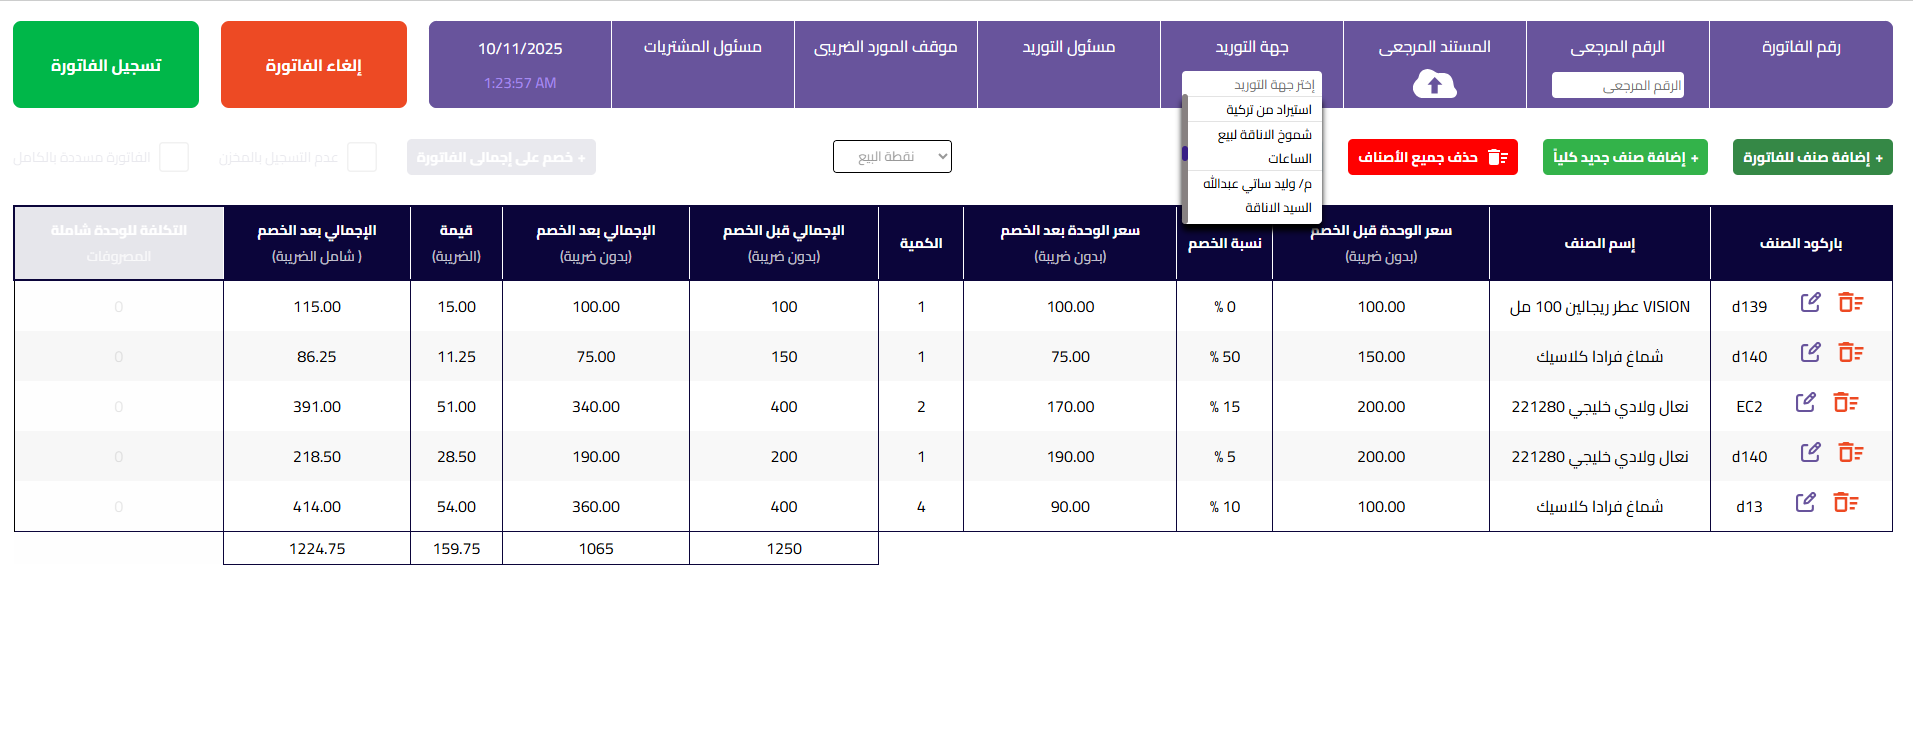 رقم الفاتورة
الرقم المرجعى
الرقم المرجعى
المستند المرجعى
جهة التوريد
إختر جهة التوريد
استيراد من تركية
شموخ الاناقة لبيع
الساعات
م/ وليد ساتي عبدالله
السيد الاناقة
مسئول التوريد
موقف المورد الضريبى
مسئول المشتريات
10/11/2025
1:23:57 AM
إلغاء الفاتورة
تسجيل الفاتورة
+ إضافة صنف للفاتورة
+ إضافة صنف جديد كلياً
حذف جميع الأصناف
نقطة البيع
+ خصم على إجمالى الفاتورة
عدم التسجيل بالمخزن
الفاتورة مسددة بالكامل
باركود الصنف
إسم الصنف
سعر الوحدة قبل الخصم
(بدون ضريبة)
نسبة الخصم
سعر الوحدة بعد الخصم
(بدون ضريبة)
الكمية
الإجمالي قبل الخصم
(بدون ضريبة)
الإجمالي بعد الخصم
(بدون ضريبة)
قيمة
(الضريبة)
الإجمالي بعد الخصم
( شامل الضريبة)
التكلفة للوحدة شاملة
المصروفات
d139 VISION عطر ريجالين 100 مل 100.00 0 % 100.00 1 100 100.00 15.00 115.00 0
d140 شماغ فرادا كلاسيك 150.00 50 % 75.00 1 150 75.00 11.25 86.25 0
EC2 نعال ولادي خليجي 221280 200.00 15 % 170.00 2 400 340.00 51.00 391.00 0
d140 نعال ولادي خليجي 221280 200.00 5 % 190.00 1 200 190.00 28.50 218.50 0
d13 شماغ فرادا كلاسيك 100.00 10 % 90.00 4 400 360.00 54.00 414.00 0
1250 1065 159.75 1224.75